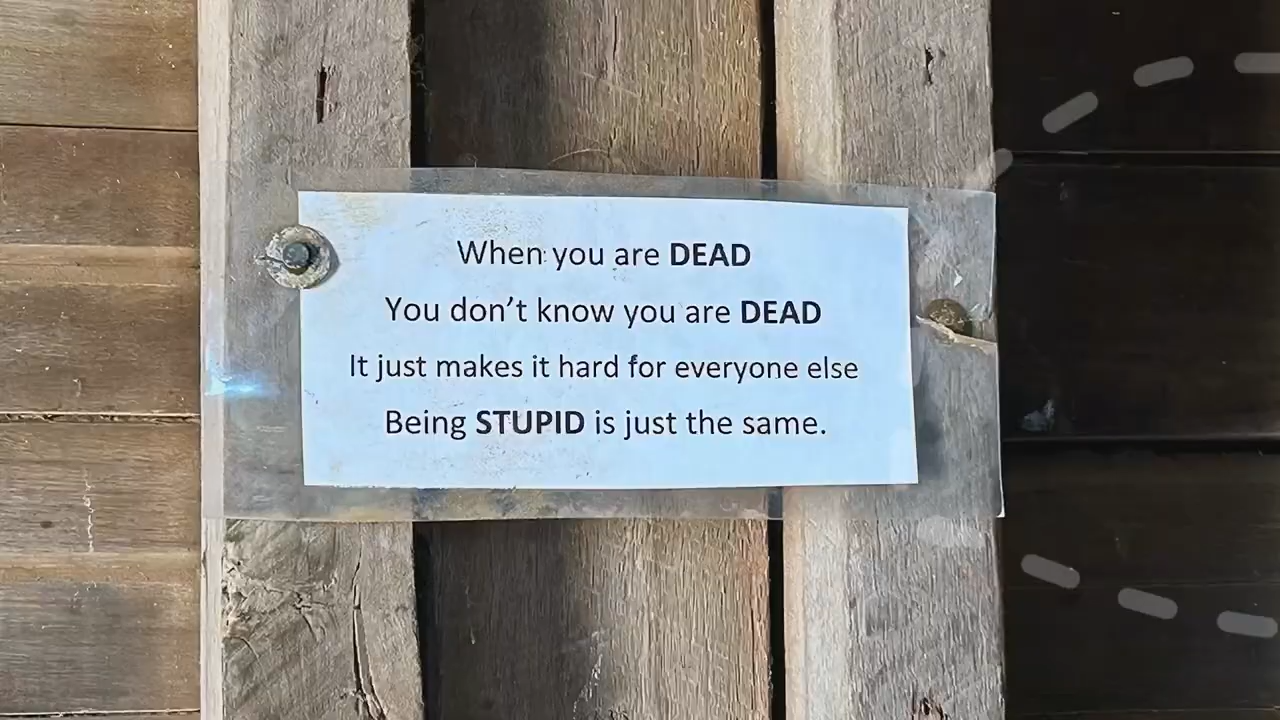 When you are DEAD
You don’t know you are DEAD
It just makes it hard for everyone else
Being STUPID is just the same.